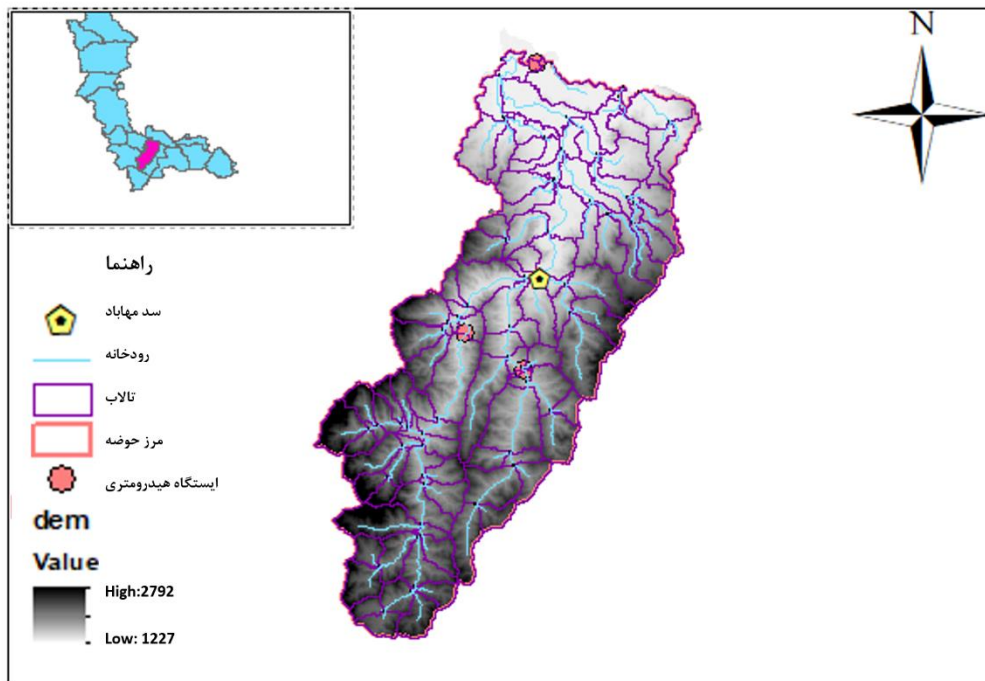 N
راهنما
سد مهاباد
رودخانه
تالاب
مرز حوضه
ایستگاه هیدرومتری
dem
Value
High:2792
Low: 1227